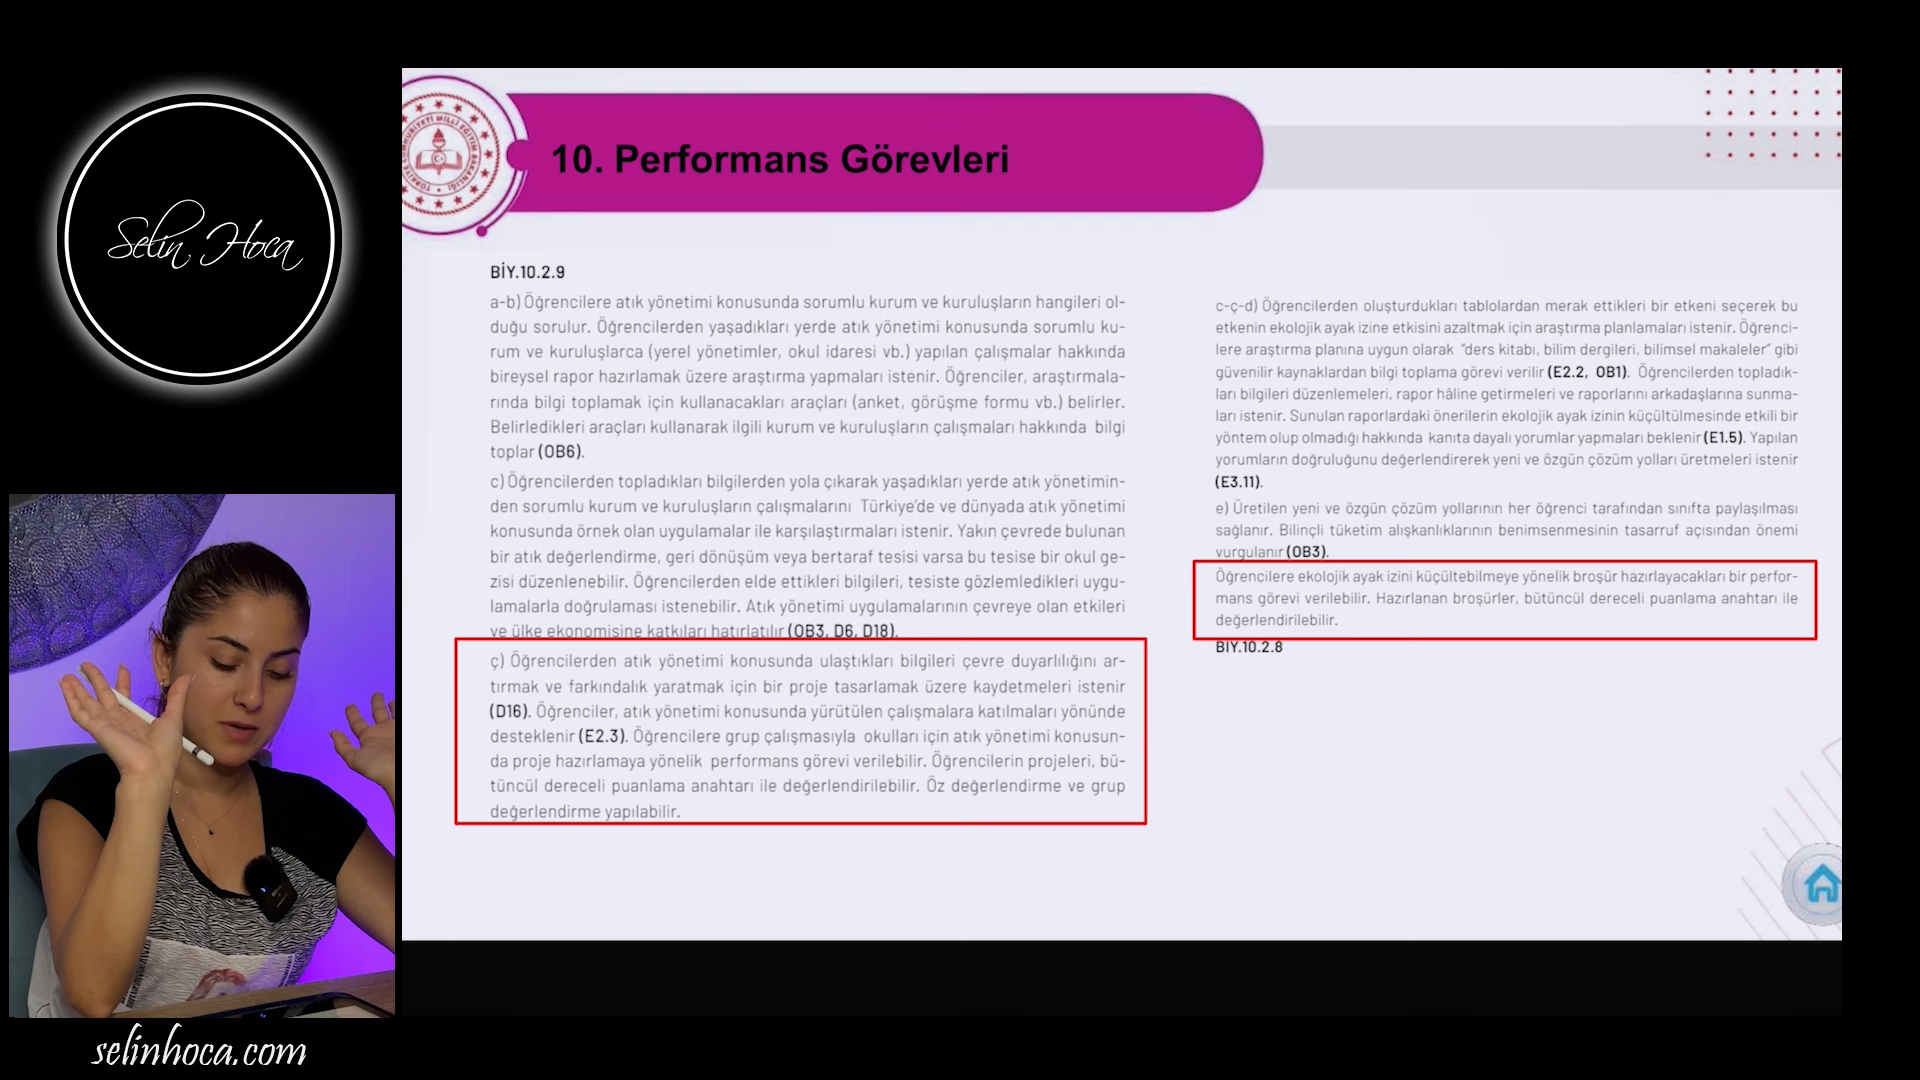 Selin Hoca
10. Performans Görevleri
BİY.10.2.9
a-b) Öğrencilere atık yönetimi konusunda sorumlu kurum ve kuruluşların hangileri ol-
duğu sorulur. Öğrencilerden yaşadıkları yerde atık yönetimi konusunda sorumlu ku-
rum ve kuruluşlarca (yerel yönetimler, okul idaresi vb.) yapılan çalışmalar hakkında
bireysel rapor hazırlamak üzere araştırma yapmaları istenir. Öğrenciler, araştırmala-
rında bilgi toplamak için kullanacakları araçları (anket, görüşme formu vb.) belirler.
Belirledikleri araçları kullanarak ilgili kurum ve kuruluşların çalışmaları hakkında bilgi
toplar (OB6).
c) Öğrencilerden topladıkları bilgilerden yola çıkarak yaşadıkları yerde atık yönetimin-
den sorumlu kurum ve kuruluşların çalışmalarını Türkiye'de ve dünyada atık yönetimi
konusunda örnek olan uygulamalar ile karşılaştırmaları istenir. Yakın çevrede bulunan
bir atık değerlendirme, geri dönüşüm veya bertaraf tesisi varsa bu tesise bir okul ge-
zisi düzenlenebilir. Öğrencilerden elde ettikleri bilgileri, tesiste gözlemledikleri uygu-
lamalarla doğrulaması istenebilir. Atık yönetimi uygulamalarının çevreye olan etkileri
ve ülke ekonomisine katkıları hatırlatılır (OB3, D6, D18).
ç) Öğrencilerden atık yönetimi konusunda ulaştıkları bilgileri çevre duyarlılığını ar-
tırmak ve farkındalık yaratmak için bir proje tasarlamak üzere kaydetmeleri istenir
(D16). Öğrenciler, atık yönetimi konusunda yürütülen çalışmalara katılmaları yönünde
desteklenir (E2.3). Öğrencilere grup çalışmasıyla okulları için atık yönetimi konusun-
da proje hazırlamaya yönelik performans görevi verilebilir. Öğrencilerin projeleri, bü-
tüncül dereceli puanlama anahtarı ile değerlendirilebilir. Öz değerlendirme ve grup
değerlendirme yapılabilir.
c-ç-d) Öğrencilerden oluşturdukları tablolardan merak ettikleri bir etkeni seçerek bu
etkenin ekolojik ayak izine etkisini azaltmak için araştırma planlamaları istenir. Öğrenci-
lere araştırma planına uygun olarak "ders kitabı, bilim dergileri, bilimsel makaleler" gibi
güvenilir kaynaklardan bilgi toplama görevi verilir (E2.2, OB1). Öğrencilerden topladık-
ları bilgileri düzenlemeleri, rapor hâline getirmeleri ve raporlarını arkadaşlarına sunma-
ları istenir. Sunulan raporlardaki önerilerin ekolojik ayak izinin küçültülmesinde etkili bir
yöntem olup olmadığı hakkında kanıta dayalı yorumlar yapmaları beklenir (E1.5). Yapılan
yorumların doğruluğunu değerlendirerek yeni ve özgün çözüm yolları üretmeleri istenir
(E3.11).
e) Üretilen yeni ve özgün çözüm yollarının her öğrenci tarafından sınıfta paylaşılması
sağlanır. Bilinçli tüketim alışkanlıklarının benimsenmesinin tasarruf açısından önemi
vurgulanır (OB3).
Öğrencilere ekolojik ayak izini küçültebilmeye yönelik broşür hazırlayacakları bir perfor-
mans görevi verilebilir. Hazırlanan broşürler, bütüncül dereceli puanlama anahtarı ile
değerlendirilebilir.
BİY.10.2.8
selinhoca.com